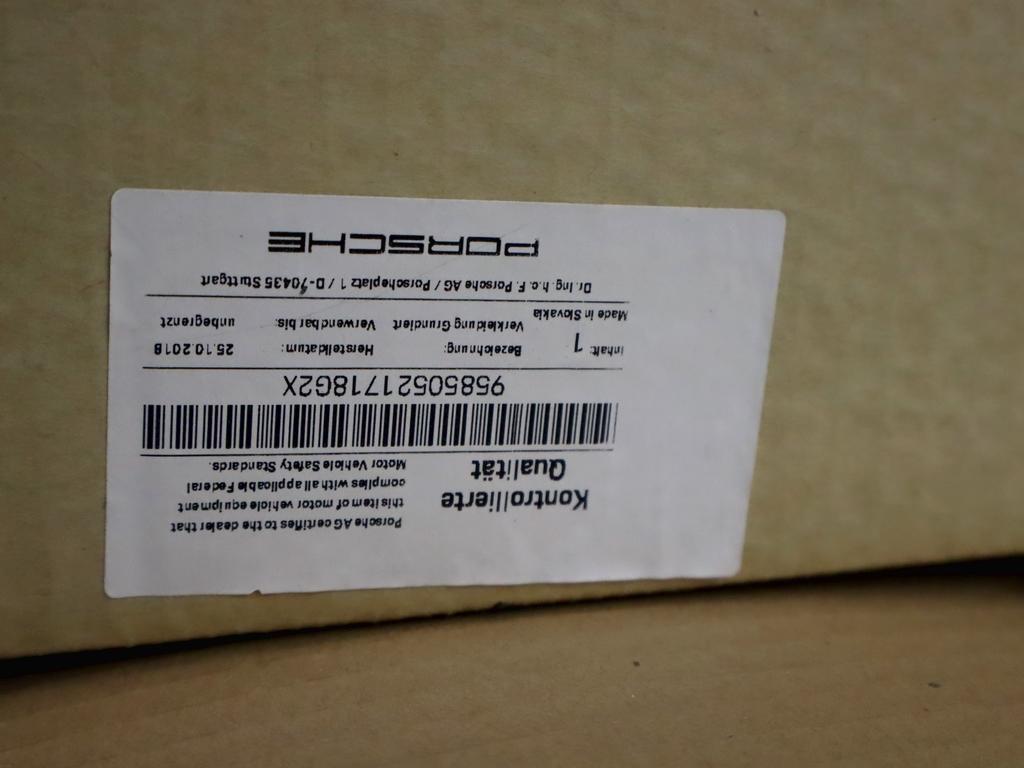 Kontrollierte
Qualität
Porsche AG certifies to the dealer that
this item of motor vehicle equipment
complies with all applicable Federal
Motor Vehicle Safety Standards.
95850521718G2X
Inhalt: 1 Bezeichnung: Herstelldatum: 25.10.2018
Made in Slovakia Verkleidung Grundiert Verwendbar bis: unbegrenzt
Dr. Ing. h.c. F. Porsche AG / Porscheplatz 1 / D-70435 Stuttgart
PORSCHE